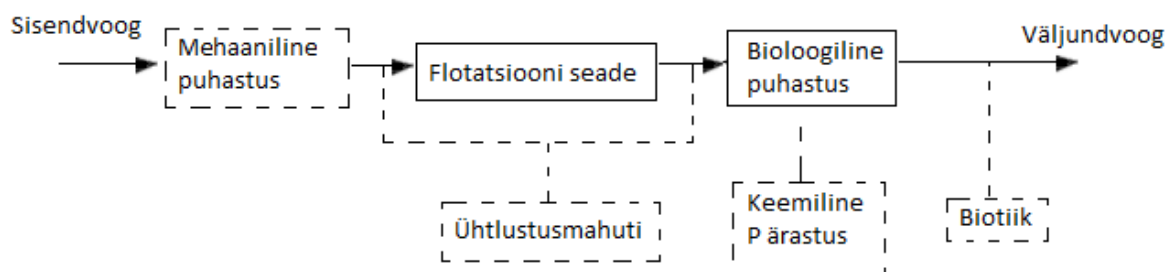 Sisendvoog
Mehaaniline
puhastus
Flotatsiooni seade
Bioloogiline
puhastus
Väljundvoog
Ühtlustusmahuti
Keemiline
P ärastus
Biotiik